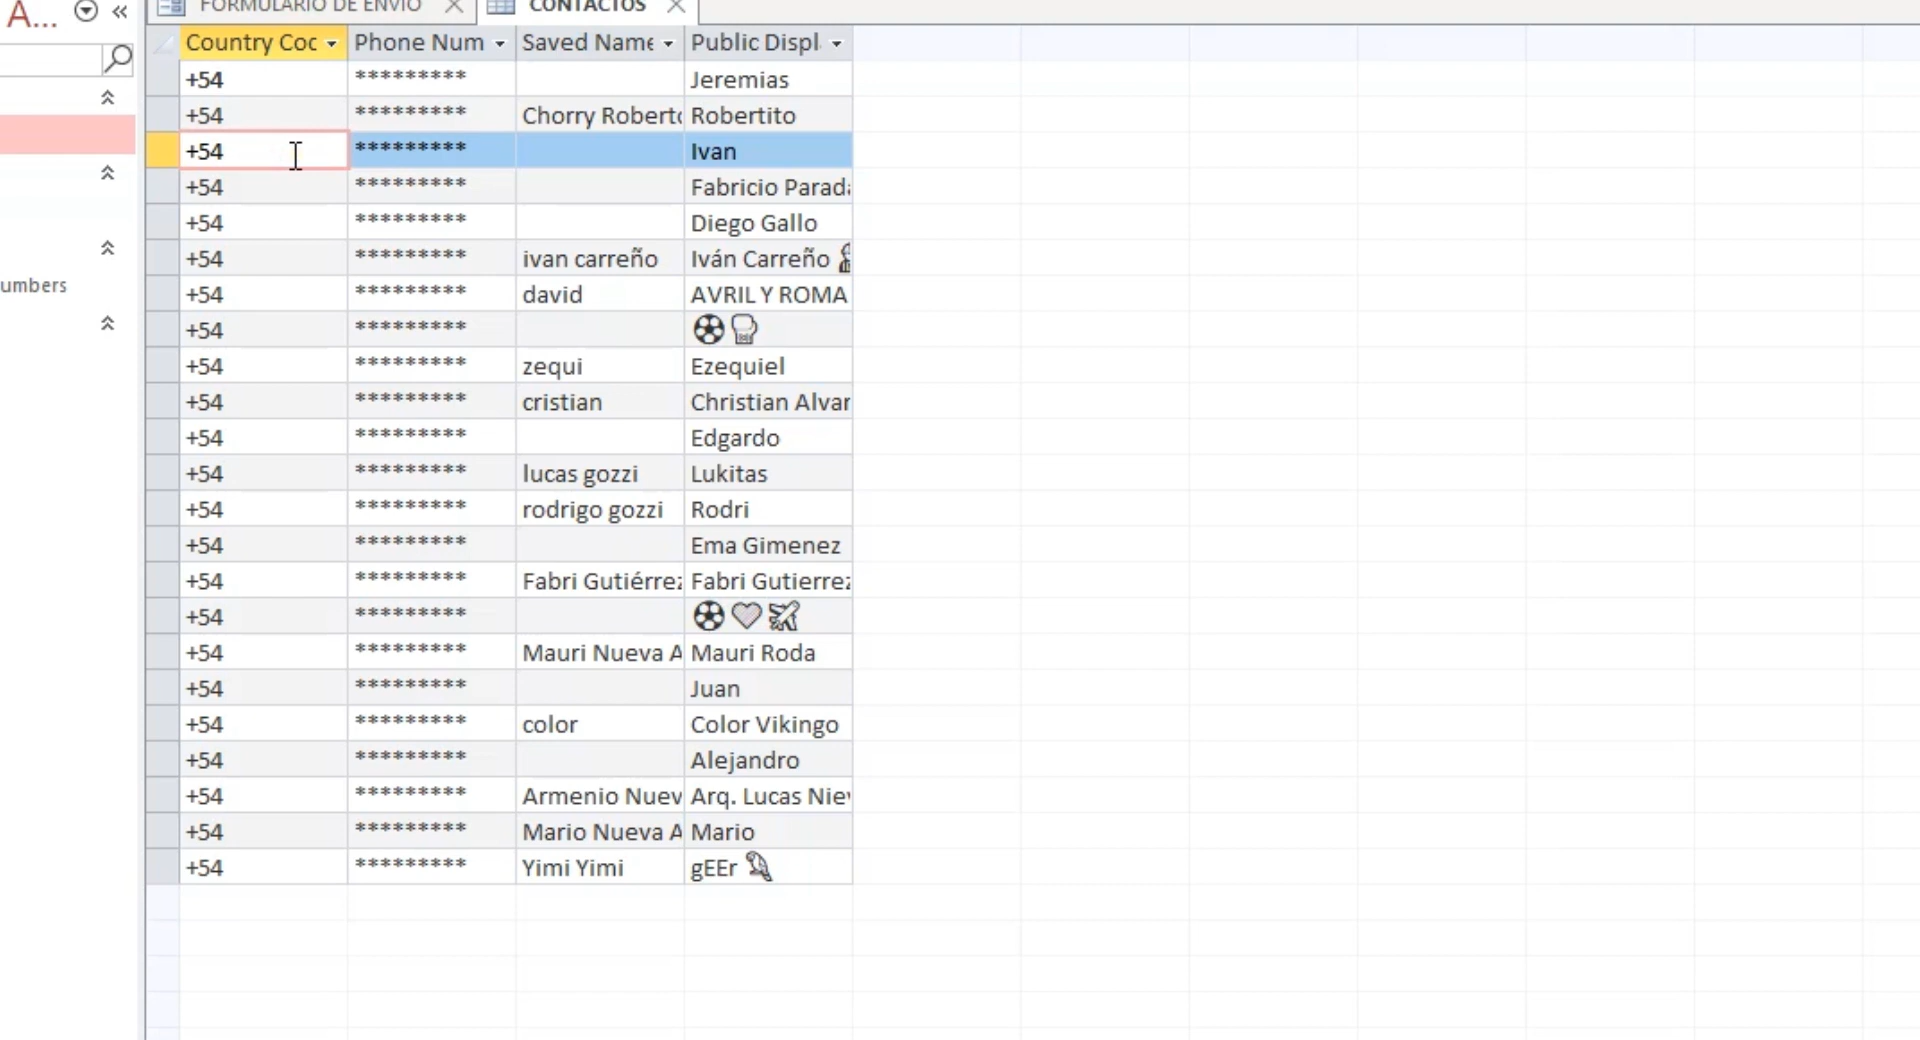 A...
FORMULARIO DE ENVIO CONTACTOS
Country Coc Phone Num Saved Name Public Displ
+54 ********* Jeremias
+54 ********* Chorry Roberto Robertito
+54 ********* Ivan
+54 ********* Fabricio Parada
+54 ********* Diego Gallo
+54 ********* ivan carreño Iván Carreño
+54 ********* david AVRIL Y ROMA
+54 ********* ⚽🥊
+54 ********* zequi Ezequiel
+54 ********* cristian Christian Alvar
+54 ********* Edgardo
+54 ********* lucas gozzi Lukitas
+54 ********* rodrigo gozzi Rodri
+54 ********* Ema Gimenez
+54 ********* Fabri Gutiérrez Fabri Gutierrez
+54 ********* ⚽🤍✈
+54 ********* Mauri Nueva A Mauri Roda
+54 ********* Juan
+54 ********* color Color Vikingo
+54 ********* Alejandro
+54 ********* Armenio Nuev Arq. Lucas Niev
+54 ********* Mario Nueva A Mario
+54 ********* Yimi Yimi gEEr 🦜
umbers